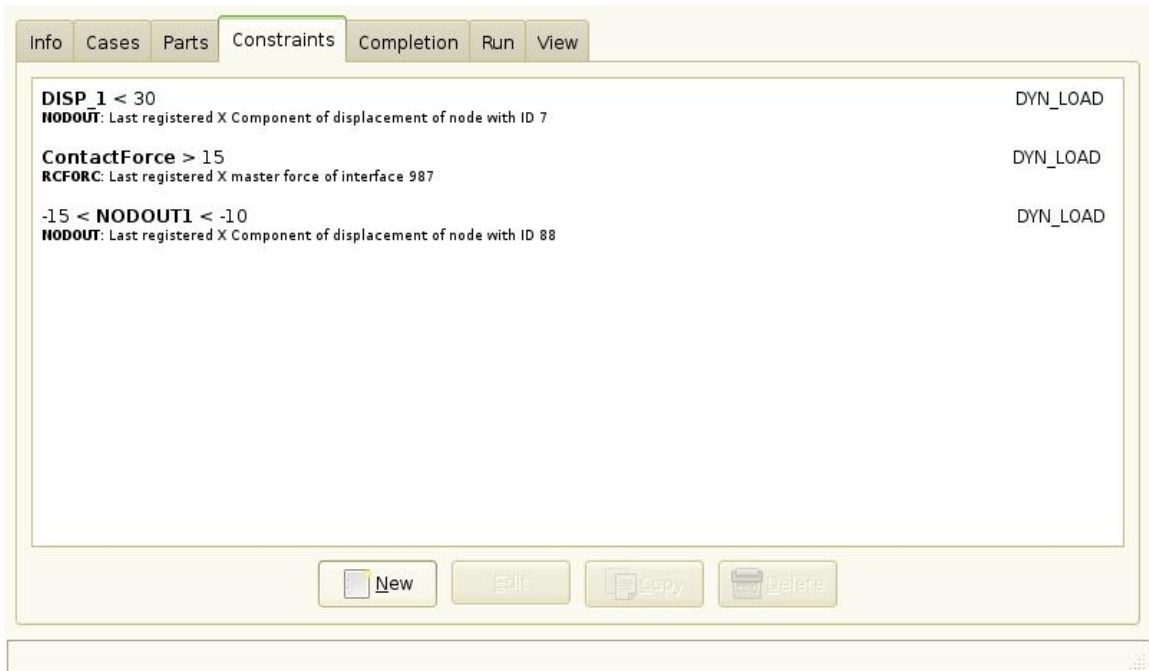 Info Cases Parts Constraints Completion Run View
DISP_1 < 30 DYN_LOAD
NODOUT: Last registered X Component of displacement of node with ID 7
ContactForce > 15 DYN_LOAD
RCFORC: Last registered X master force of interface 987
-15 < NODOUT1 < -10 DYN_LOAD
NODOUT: Last registered X Component of displacement of node with ID 88
New Edit Copy Delete